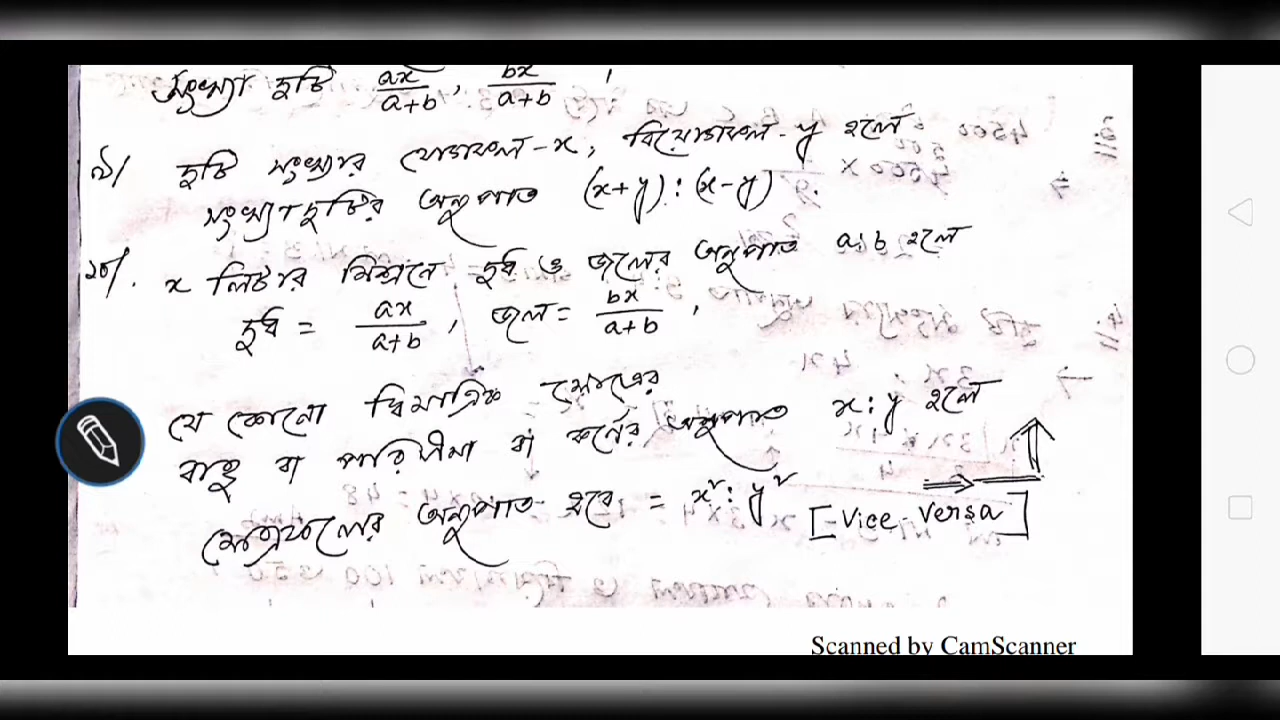 সংখ্যা দুটি ax/a+b, bx/a+b ।
৯/ দুটি সংখ্যার যোগফল - x, বিয়োগফল - y হলে
সংখ্যাদুটির অনুপাত (x+y) : (x-y)
১০/. x লিটার মিশ্রনে দুধ ও জলের অনুপাত a:b হলে
দুধ = ax/a+b, জল = bx/a+b,
যে কোনো দ্বিমাত্রিক ক্ষেত্রের
বাহু বা পরিসীমা বা কর্নের অনুপাত x:y হলে
ক্ষেত্রফলের অনুপাত হবে = x² : y² [-Vice-Versa]
Scanned by CamScanner